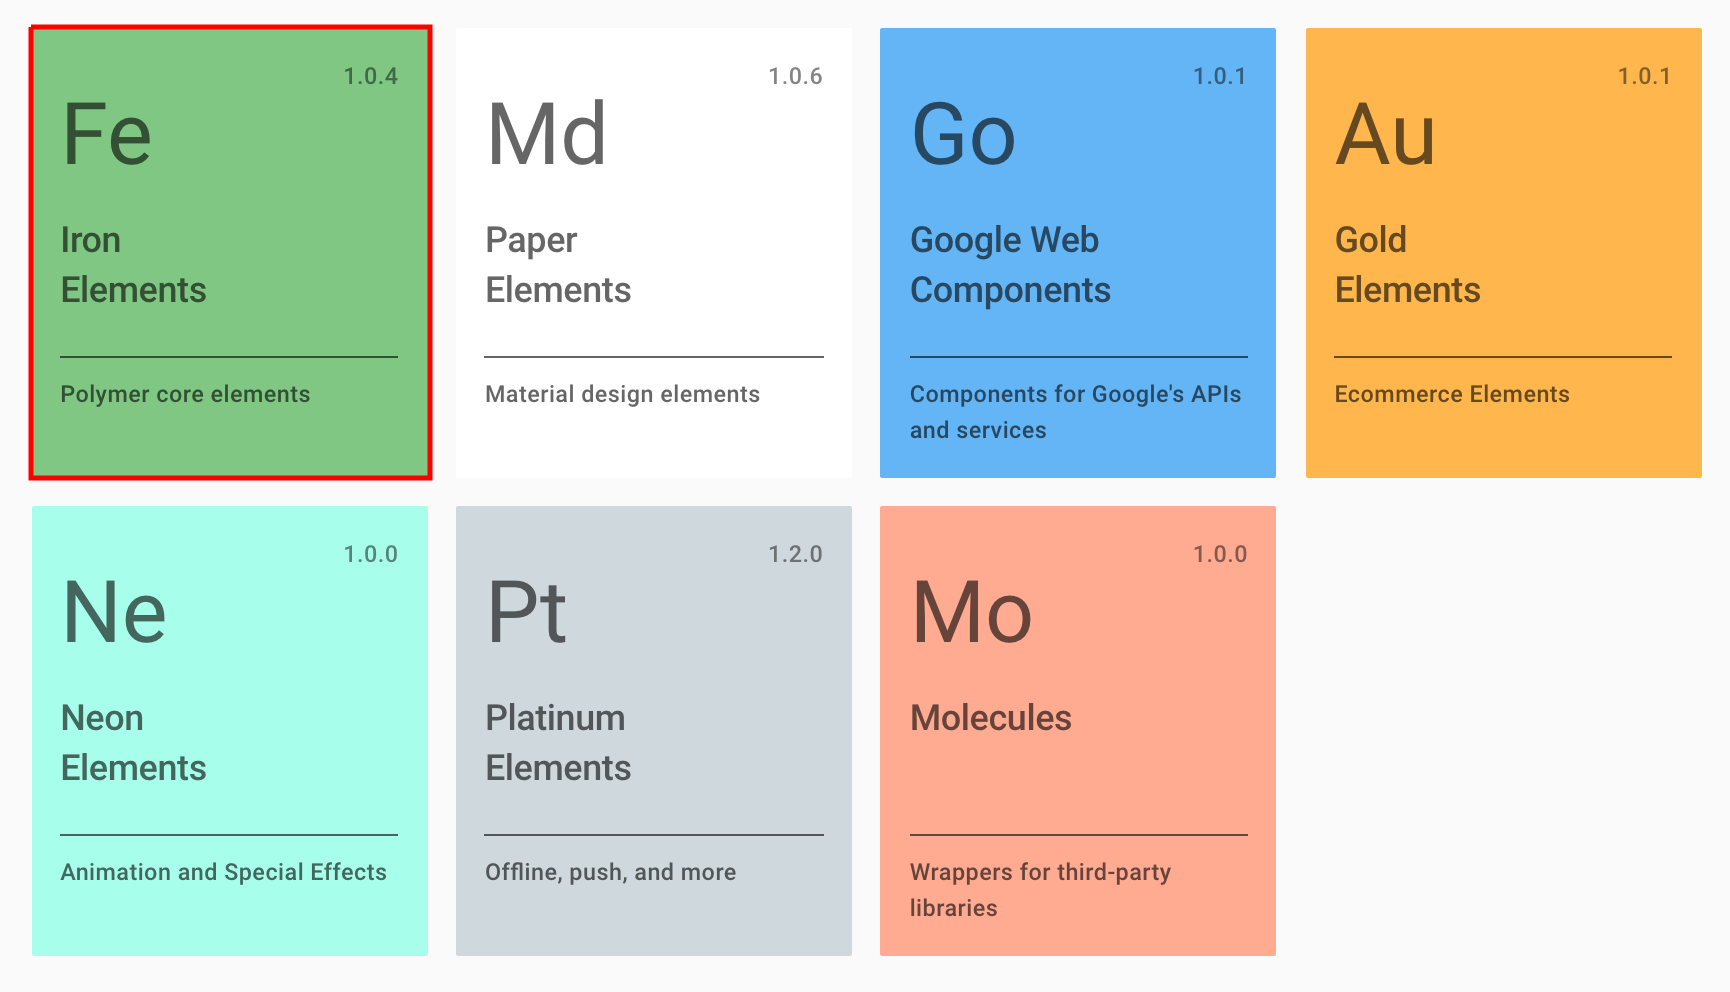 1.0.4
Fe
Iron
Elements
Polymer core elements
1.0.6
Md
Paper
Elements
Material design elements
1.0.1
Go
Google Web
Components
Components for Google's APIs
and services
1.0.1
Au
Gold
Elements
Ecommerce Elements
1.0.0
Ne
Neon
Elements
Animation and Special Effects
1.2.0
Pt
Platinum
Elements
Offline, push, and more
1.0.0
Mo
Molecules
Wrappers for third-party
libraries